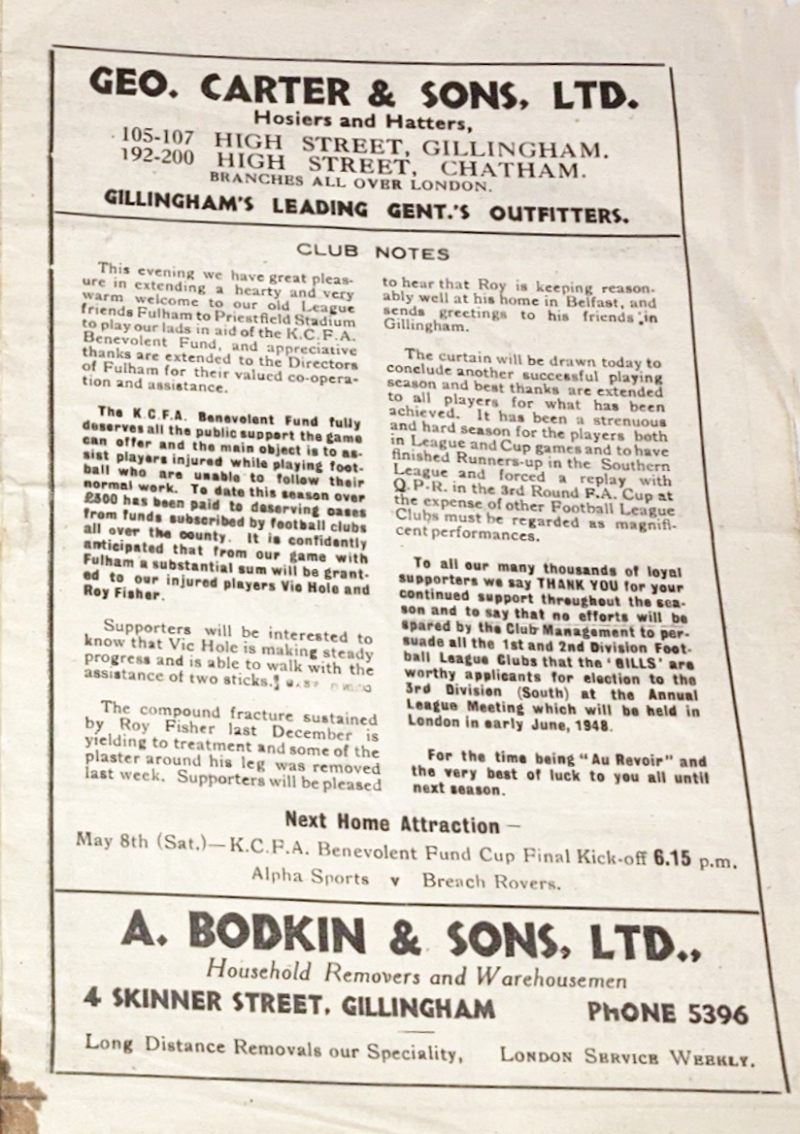 GEO. CARTER & SONS, LTD.
Hosiers and Hatters,
105-107 HIGH STREET, GILLINGHAM.
192-200 HIGH STREET, CHATHAM.
BRANCHES ALL OVER LONDON.
GILLINGHAM'S LEADING GENT.'S OUTFITTERS.
CLUB NOTES
This evening we have great pleas-
ure in extending a hearty and very
warm welcome to our old League
friends Fulham to Priestfield Stadium
to play our lads in aid of the K.C.F.A.
Benevolent Fund, and appreciative
thanks are extended to the Directors
of Fulham for their valued co-opera-
tion and assistance.
The K.C.F.A. Benevolent Fund fully
deserves all the public support the game
can offer and the main object is to as-
sist players injured while playing foot-
ball who are unable to follow their
normal work. To date this season over
£500 has been paid to deserving cases
from funds subscribed by football clubs
all over the county. It is confidently
anticipated that from our game with
Fulham a substantial sum will be grant-
ed to our injured players Vic Hole and
Roy Fisher.
Supporters will be interested to
know that Vic Hole is making steady
progress and is able to walk with the
assistance of two sticks.
The compound fracture sustained
by Roy Fisher last December is
yielding to treatment and some of the
plaster around his leg was removed
last week. Supporters will be pleased
to hear that Roy is keeping reason-
ably well at his home in Belfast, and
sends greetings to his friends in
Gillingham.
The curtain will be drawn today to
conclude another successful playing
season and best thanks are extended
to all players for what has been
achieved. It has been a strenuous
and hard season for the players both
in League and Cup games and to have
finished Runners-up in the Southern
League and forced a replay with
Q.P.R. in the 3rd Round F.A. Cup at
the expense of other Football League
Clubs must be regarded as magnifi-
cent performances.
To all our many thousands of loyal
supporters we say THANK YOU for your
continued support throughout the sea-
son and to say that no efforts will be
spared by the Club Management to per-
suade all the 1st and 2nd Division Foot-
ball League Clubs that the 'GILLS' are
worthy applicants for election to the
3rd Division (South) at the Annual
League Meeting which will be held in
London in early June, 1948.
For the time being "Au Revoir" and
the very best of luck to you all until
next season.
Next Home Attraction —
May 8th (Sat.)—K.C.F.A. Benevolent Fund Cup Final Kick-off 6.15 p.m.
Alpha Sports v Breach Rovers.
A. BODKIN & SONS, LTD.,
Household Removers and Warehousemen
4 SKINNER STREET, GILLINGHAM PhONE 5396
Long Distance Removals our Speciality, LONDON SERVICE WEEKLY.